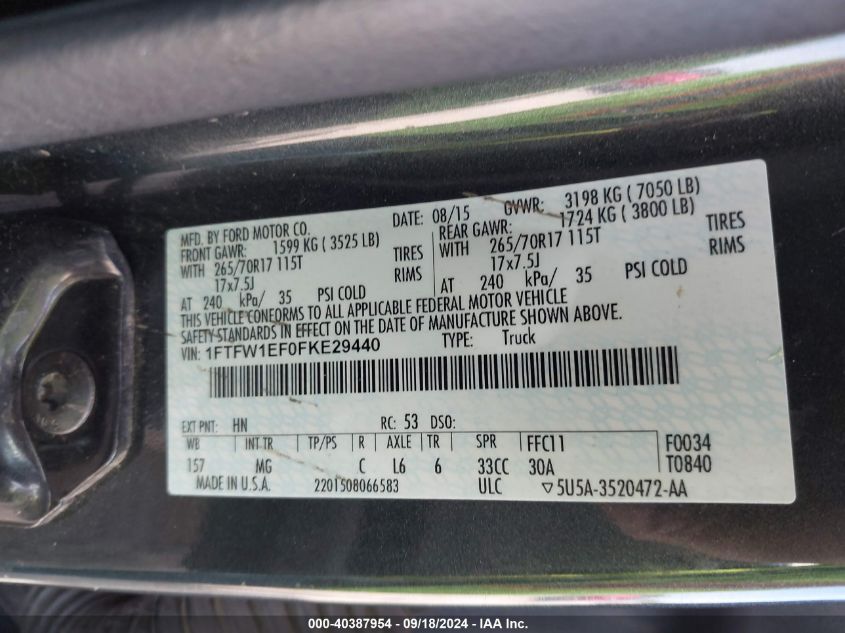 MFD. BY FORD MOTOR CO.
DATE: 08/15 GVWR: 3198 KG ( 7050 LB)
FRONT GAWR: 1599 KG ( 3525 LB) REAR GAWR: 1724 KG ( 3800 LB)
WITH 265/70R17 115T TIRES WITH 265/70R17 115T TIRES
17x7.5J RIMS 17x7.5J RIMS
AT 240 kPa/ 35 PSI COLD AT 240 kPa/ 35 PSI COLD
THIS VEHICLE CONFORMS TO ALL APPLICABLE FEDERAL MOTOR VEHICLE
SAFETY STANDARDS IN EFFECT ON THE DATE OF MANUFACTURE SHOWN ABOVE.
VIN: 1FTFW1EF0FKE29440 TYPE: Truck
EXT PNT: HN RC: 53 DSO:
WB INT TR TP/PS R AXLE TR SPR FFC11 F0034
157 MG C L6 6 33CC 30A T0840
MADE IN U.S.A. 2201508066583 ULC ▽5U5A-3520472-AA
000-40387954 - 09/18/2024 - IAA Inc.